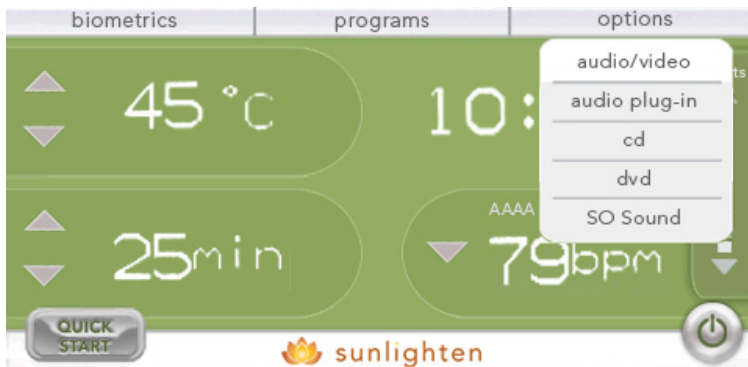 biometrics
programs
options
audio/video
audio plug-in
cd
dvd
SO Sound
45 °C
10:
25min
AAAA
79bpm
QUICK
START
sunlighten